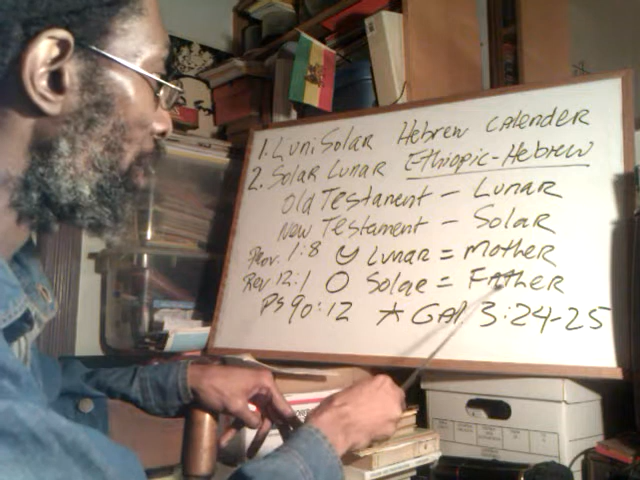 1. LuniSolar Hebrew Calender
2. Solar Lunar Ethiopic-Hebrew
Old Testament - Lunar
New Testament - Solar
Prov. 1:8 Lunar = Mother
Rev 12:1 Solar = Father
PS 90:12 ★ GAL 3:24-25